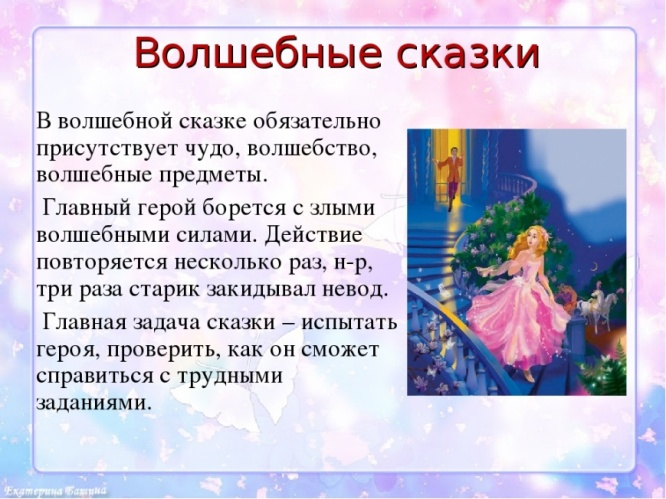 Волшебные сказки
В волшебной сказке обязательно
присутствует чудо, волшебство,
волшебные предметы.
Главный герой борется с злыми
волшебными силами. Действие
повторяется несколько раз, н-р,
три раза старик закидывал невод.
Главная задача сказки – испытать
героя, проверить, как он сможет
справиться с трудными
заданиями.
Екатерина